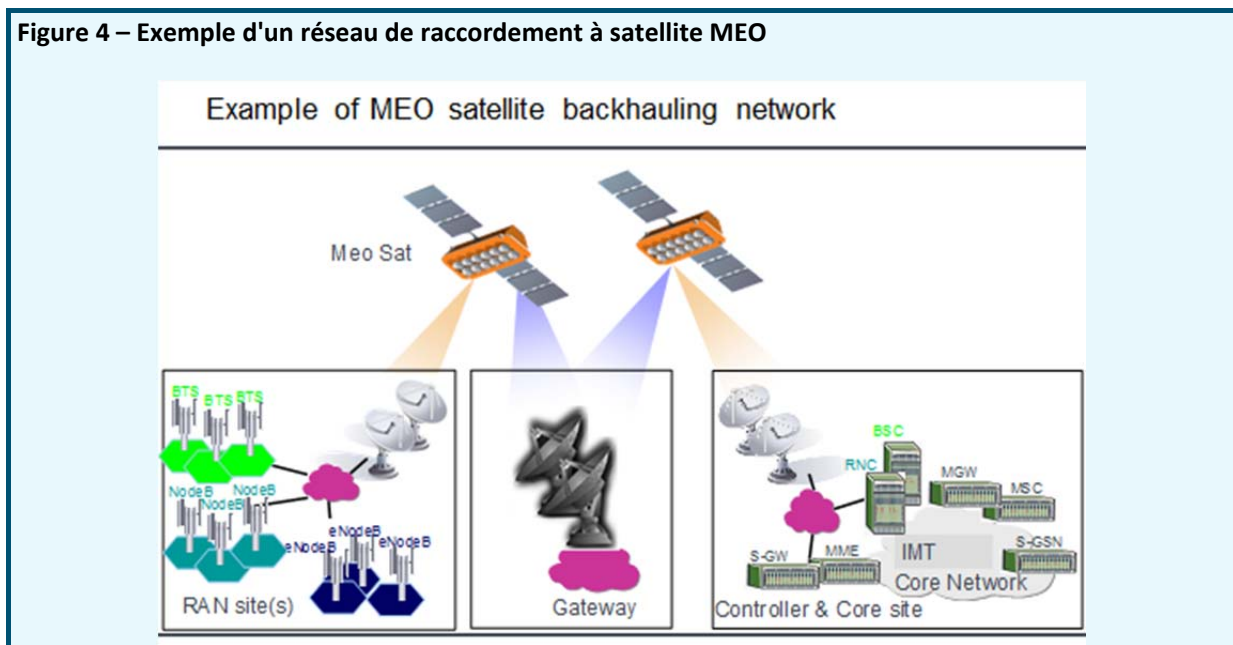 Figure 4 – Exemple d'un réseau de raccordement à satellite MEO
Example of MEO satellite backhauling network
Meo Sat
BTS
BTS
BTS
NodeB
NodeB
NodeB
eNodeB
eNodeB
eNodeB
RAN site(s)
Gateway
BSC
RNC
MGW
MSC
S-GW
MME
IMT
S-GSN
Core Network
Controller & Core site